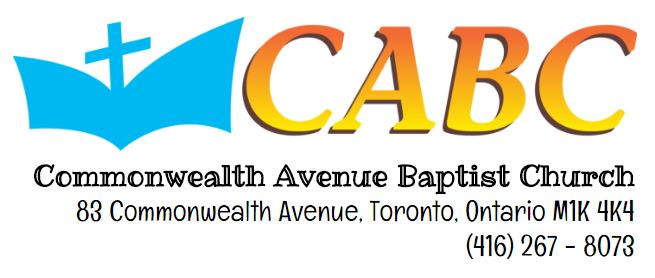 CABC
Commonwealth Avenue Baptist Church
83 Commonwealth Avenue, Toronto, Ontario M1K 4K4
(416) 267 - 8073